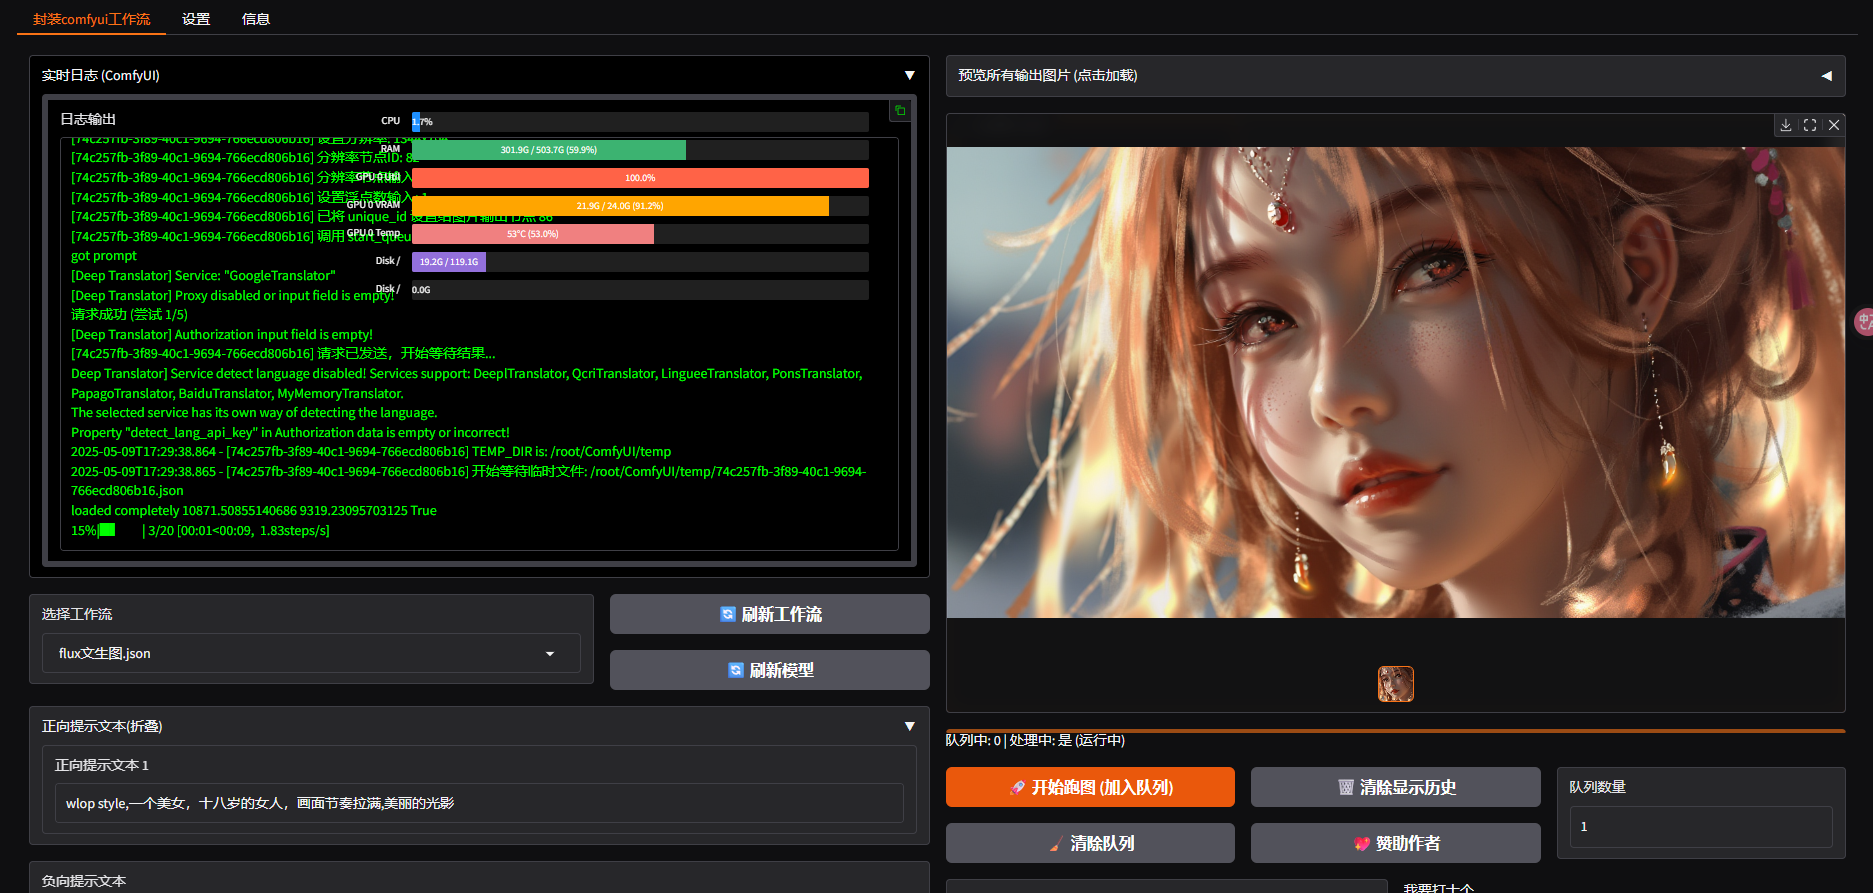 封装comfyui工作流 设置 信息
实时日志 (ComfyUI)
日志输出
CPU 1.7%
RAM 301.9G / 503.7G (59.9%)
100.0%
GPU 0 VRAM 21.9G / 24.0G (91.2%)
GPU 0 Temp 53°C (53.0%)
Disk / 19.2G / 119.1G
Disk / 0.0G
[74c257fb-3f89-40c1-9694-766ecd806b16] 设置分辨率:
[74c257fb-3f89-40c1-9694-766ecd806b16] 分辨率节点ID: 82
[74c257fb-3f89-40c1-9694-766ecd806b16] 分辨率
[74c257fb-3f89-40c1-9694-766ecd806b16] 设置浮点数输入
[74c257fb-3f89-40c1-9694-766ecd806b16] 已将 unique_id 设置给图片输出节点 86
[74c257fb-3f89-40c1-9694-766ecd806b16] 调用 start_queue
got prompt
[Deep Translator] Service: "GoogleTranslator"
[Deep Translator] Proxy disabled or input field is empty!
请求成功 (尝试 1/5)
[Deep Translator] Authorization input field is empty!
[74c257fb-3f89-40c1-9694-766ecd806b16] 请求已发送，开始等待结果...
Deep Translator] Service detect language disabled! Services support: DeeplTranslator, QcriTranslator, LingueeTranslator, PonsTranslator,
PapagoTranslator, BaiduTranslator, MyMemoryTranslator.
The selected service has its own way of detecting the language.
Property "detect_lang_api_key" in Authorization data is empty or incorrect!
2025-05-09T17:29:38.864 - [74c257fb-3f89-40c1-9694-766ecd806b16] TEMP_DIR is: /root/ComfyUI/temp
2025-05-09T17:29:38.865 - [74c257fb-3f89-40c1-9694-766ecd806b16] 开始等待临时文件: /root/ComfyUI/temp/74c257fb-3f89-40c1-9694-
766ecd806b16.json
loaded completely 10871.50855140686 9319.23095703125 True
15%| | 3/20 [00:01<00:09, 1.83steps/s]
选择工作流
flux文生图.json
刷新工作流
刷新模型
正向提示文本(折叠)
正向提示文本 1
wlop style,一个美女，十八岁的女人，画面节奏拉满,美丽的光影
负向提示文本
预览所有输出图片 (点击加载)
队列中: 0 | 处理中: 是 (运行中)
开始跑图 (加入队列)
清除显示历史
队列数量
1
清除队列
赞助作者
我要打十个